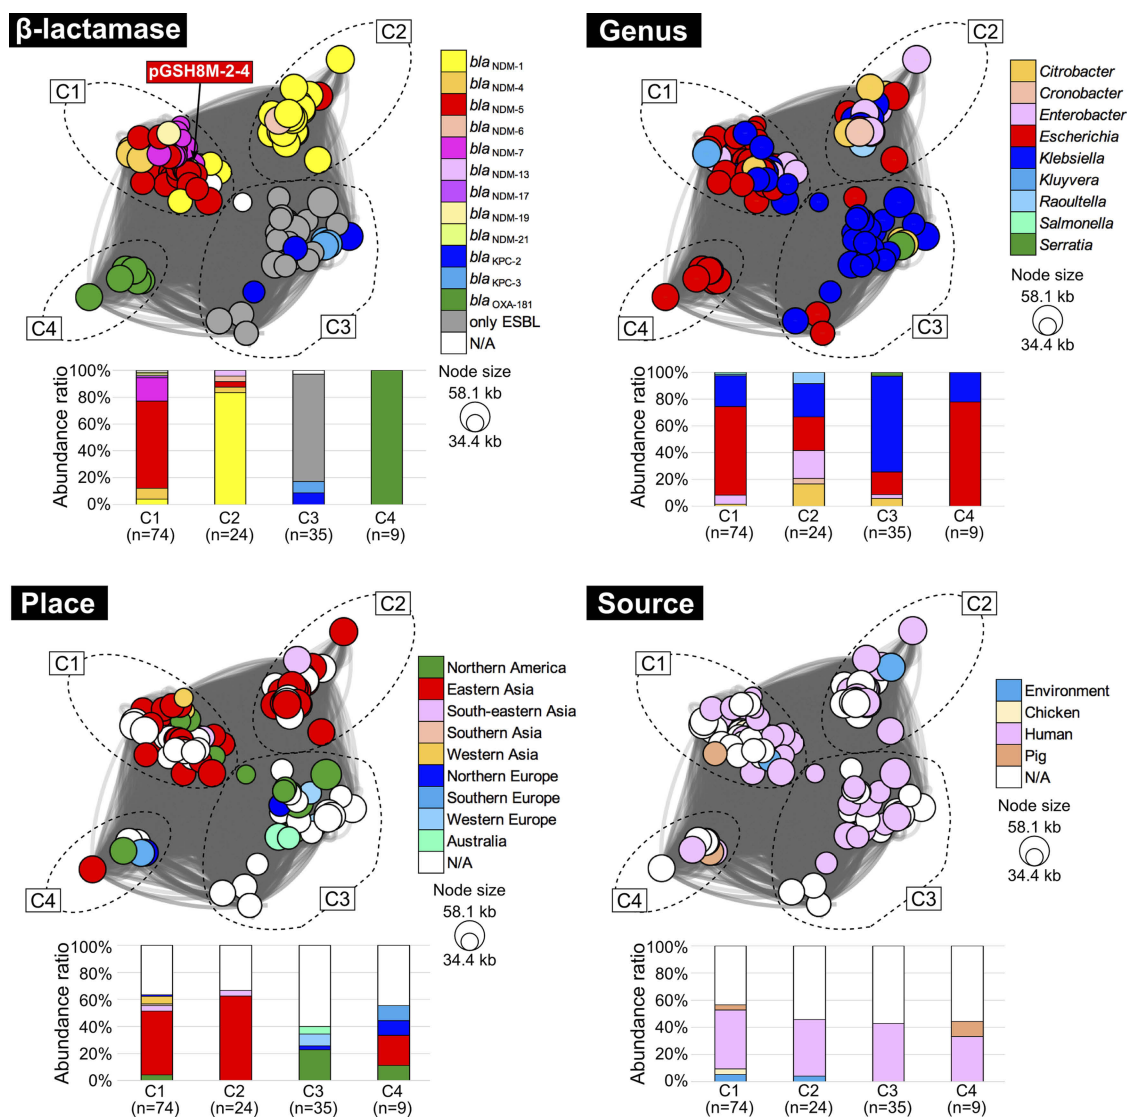 β-lactamase
pGSH8M-2-4
C1
C2
C3
C4
bla NDM-1
bla NDM-4
bla NDM-5
bla NDM-6
bla NDM-7
bla NDM-13
bla NDM-17
bla NDM-19
bla NDM-21
bla KPC-2
bla KPC-3
bla OXA-181
only ESBL
N/A
Node size
58.1 kb
34.4 kb
Abundance ratio
100%
80%
60%
40%
20%
0%
C1 C2 C3 C4
(n=74) (n=24) (n=35) (n=9)
Genus
C1
C2
C3
C4
Citrobacter
Cronobacter
Enterobacter
Escherichia
Klebsiella
Kluyvera
Raoultella
Salmonella
Serratia
Node size
58.1 kb
34.4 kb
Abundance ratio
100%
80%
60%
40%
20%
0%
C1 C2 C3 C4
(n=74) (n=24) (n=35) (n=9)
Place
C1
C2
C3
C4
Northern America
Eastern Asia
South-eastern Asia
Southern Asia
Western Asia
Northern Europe
Southern Europe
Western Europe
Australia
N/A
Node size
58.1 kb
34.4 kb
Abundance ratio
100%
80%
60%
40%
20%
0%
C1 C2 C3 C4
(n=74) (n=24) (n=35) (n=9)
Source
C1
C2
C3
C4
Environment
Chicken
Human
Pig
N/A
Node size
58.1 kb
34.4 kb
Abundance ratio
100%
80%
60%
40%
20%
0%
C1 C2 C3 C4
(n=74) (n=24) (n=35) (n=9)